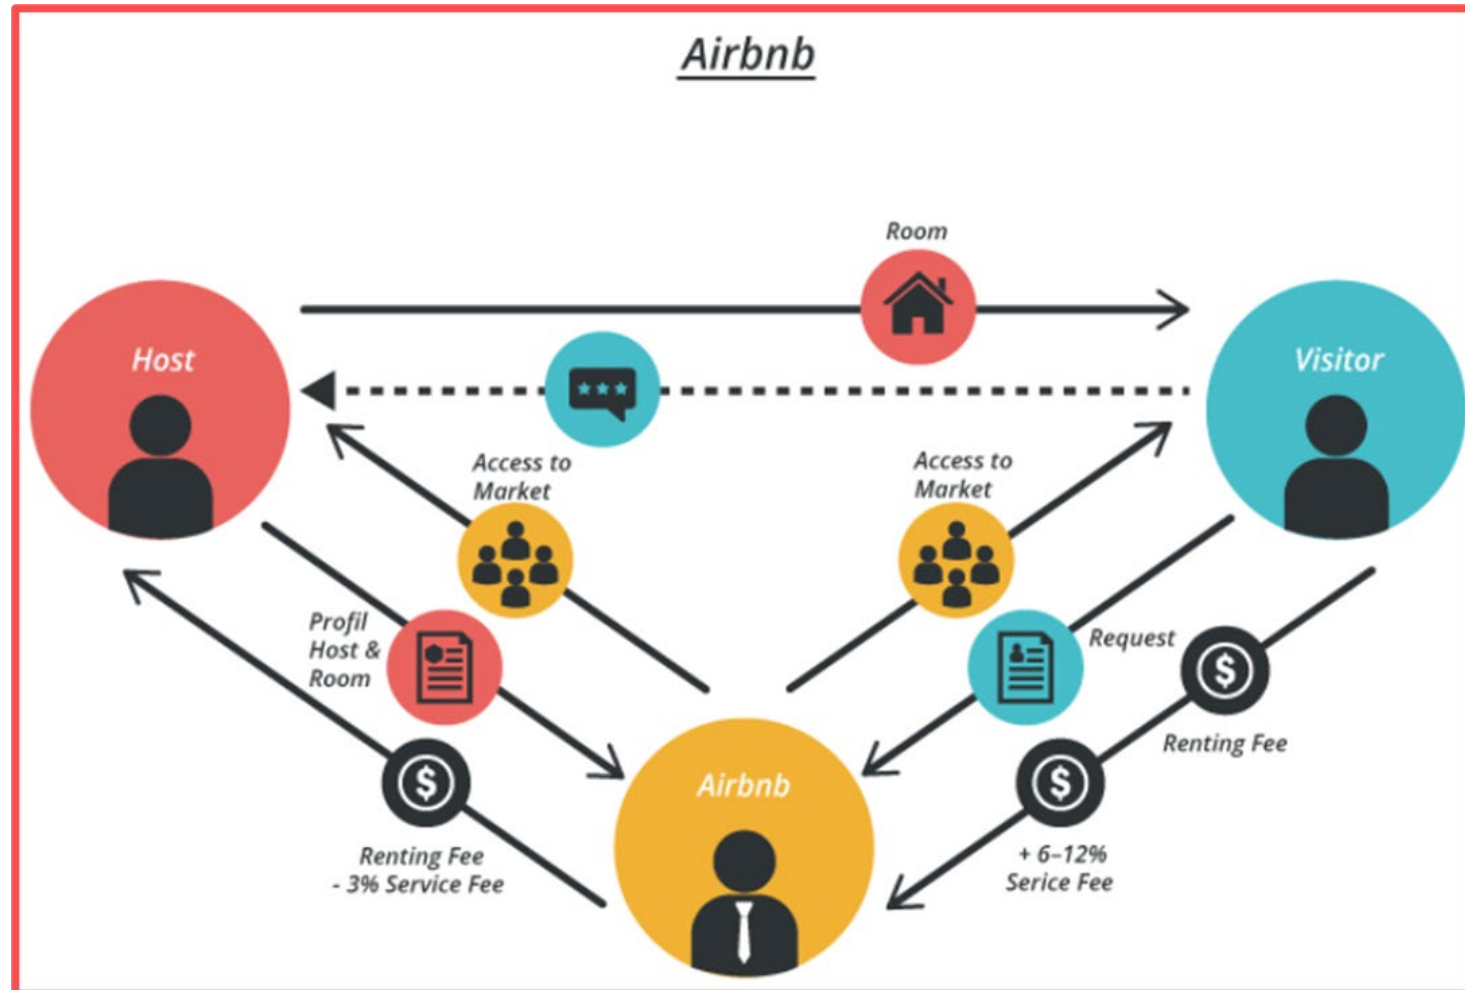 Airbnb
Room
Host
Visitor
Access to
Market
Access to
Market
Profil
Host &
Room
Request
$
Renting Fee
$
Airbnb
$
Renting Fee
- 3% Service Fee
+ 6–12%
Serice Fee